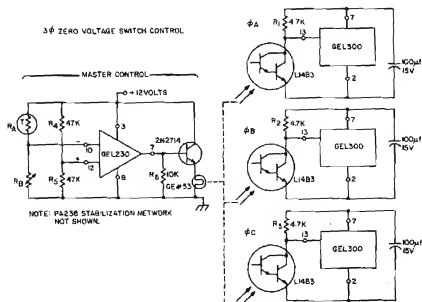 3φ ZERO VOLTAGE SWITCH CONTROL
MASTER CONTROL
+12VOLTS
RA
T
RB
R4
47K
R5
47K
-
10
+
12
3
GEL230
8
7
2N2714
R6
10K
GE#53
NOTE: PA238 STABILIZATION NETWORK
NOT SHOWN.
φA
R1
4.7K
13
7
GEL300
2
L14B3
100μf
15V
φB
R2
4.7K
13
7
GEL300
2
L14B3
100μf
15V
φC
R3
4.7K
13
7
GEL300
2
L14B3
100μf
15V